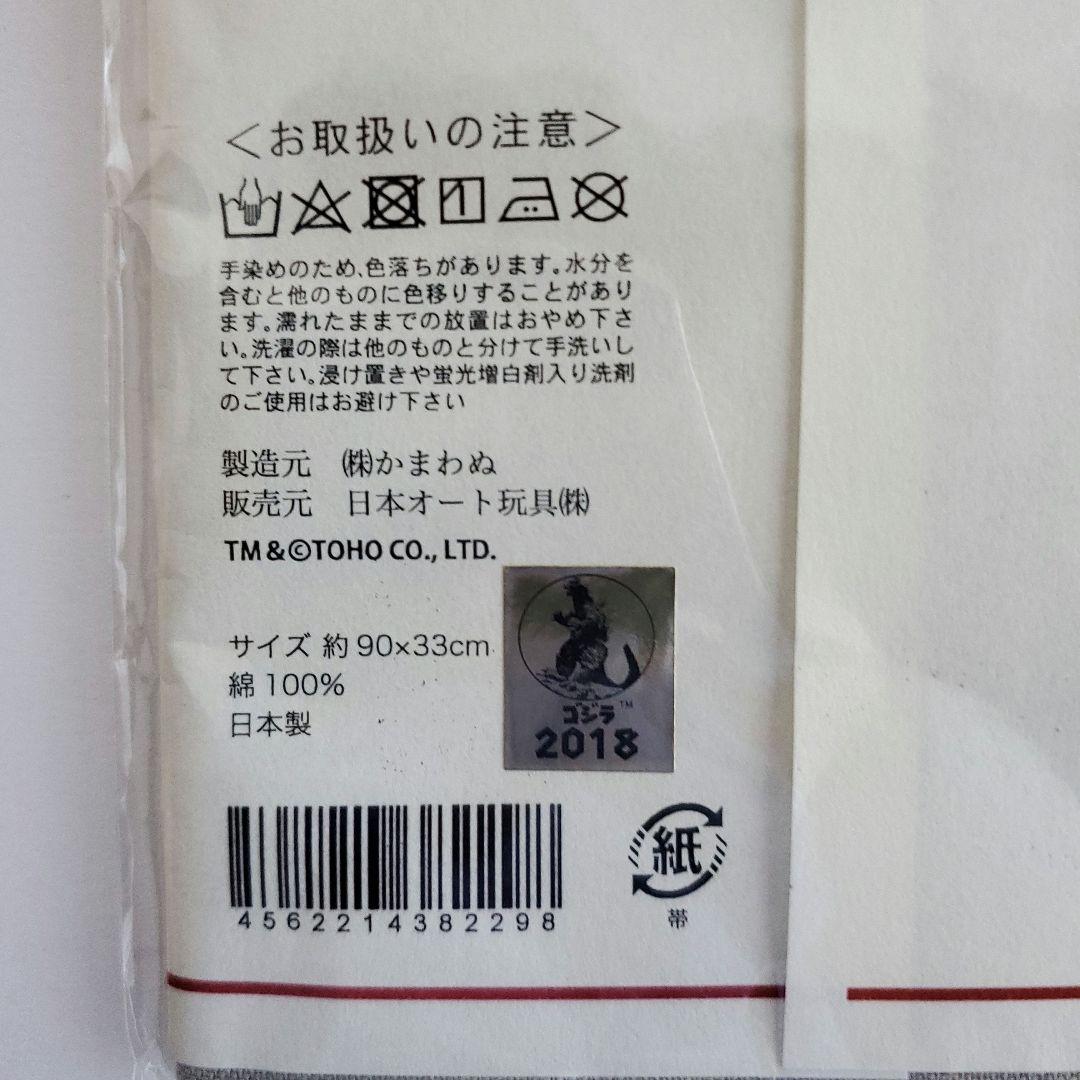 ＜お取扱いの注意＞
手染めのため、色落ちがあります。水分を
含むと他のものに色移りすることがあり
ます。濡れたままでの放置はおやめ下さ
い。洗濯の際は他のものと分けて手洗いし
て下さい。浸け置きや蛍光増白剤入り洗剤
のご使用はお避け下さい
製造元　㈱かまわぬ
販売元　日本オート玩具㈱
TM&©TOHO CO., LTD.
サイズ 約90×33cm
綿100%
日本製
ゴジラ™
2018
4562214382298
紙
帯